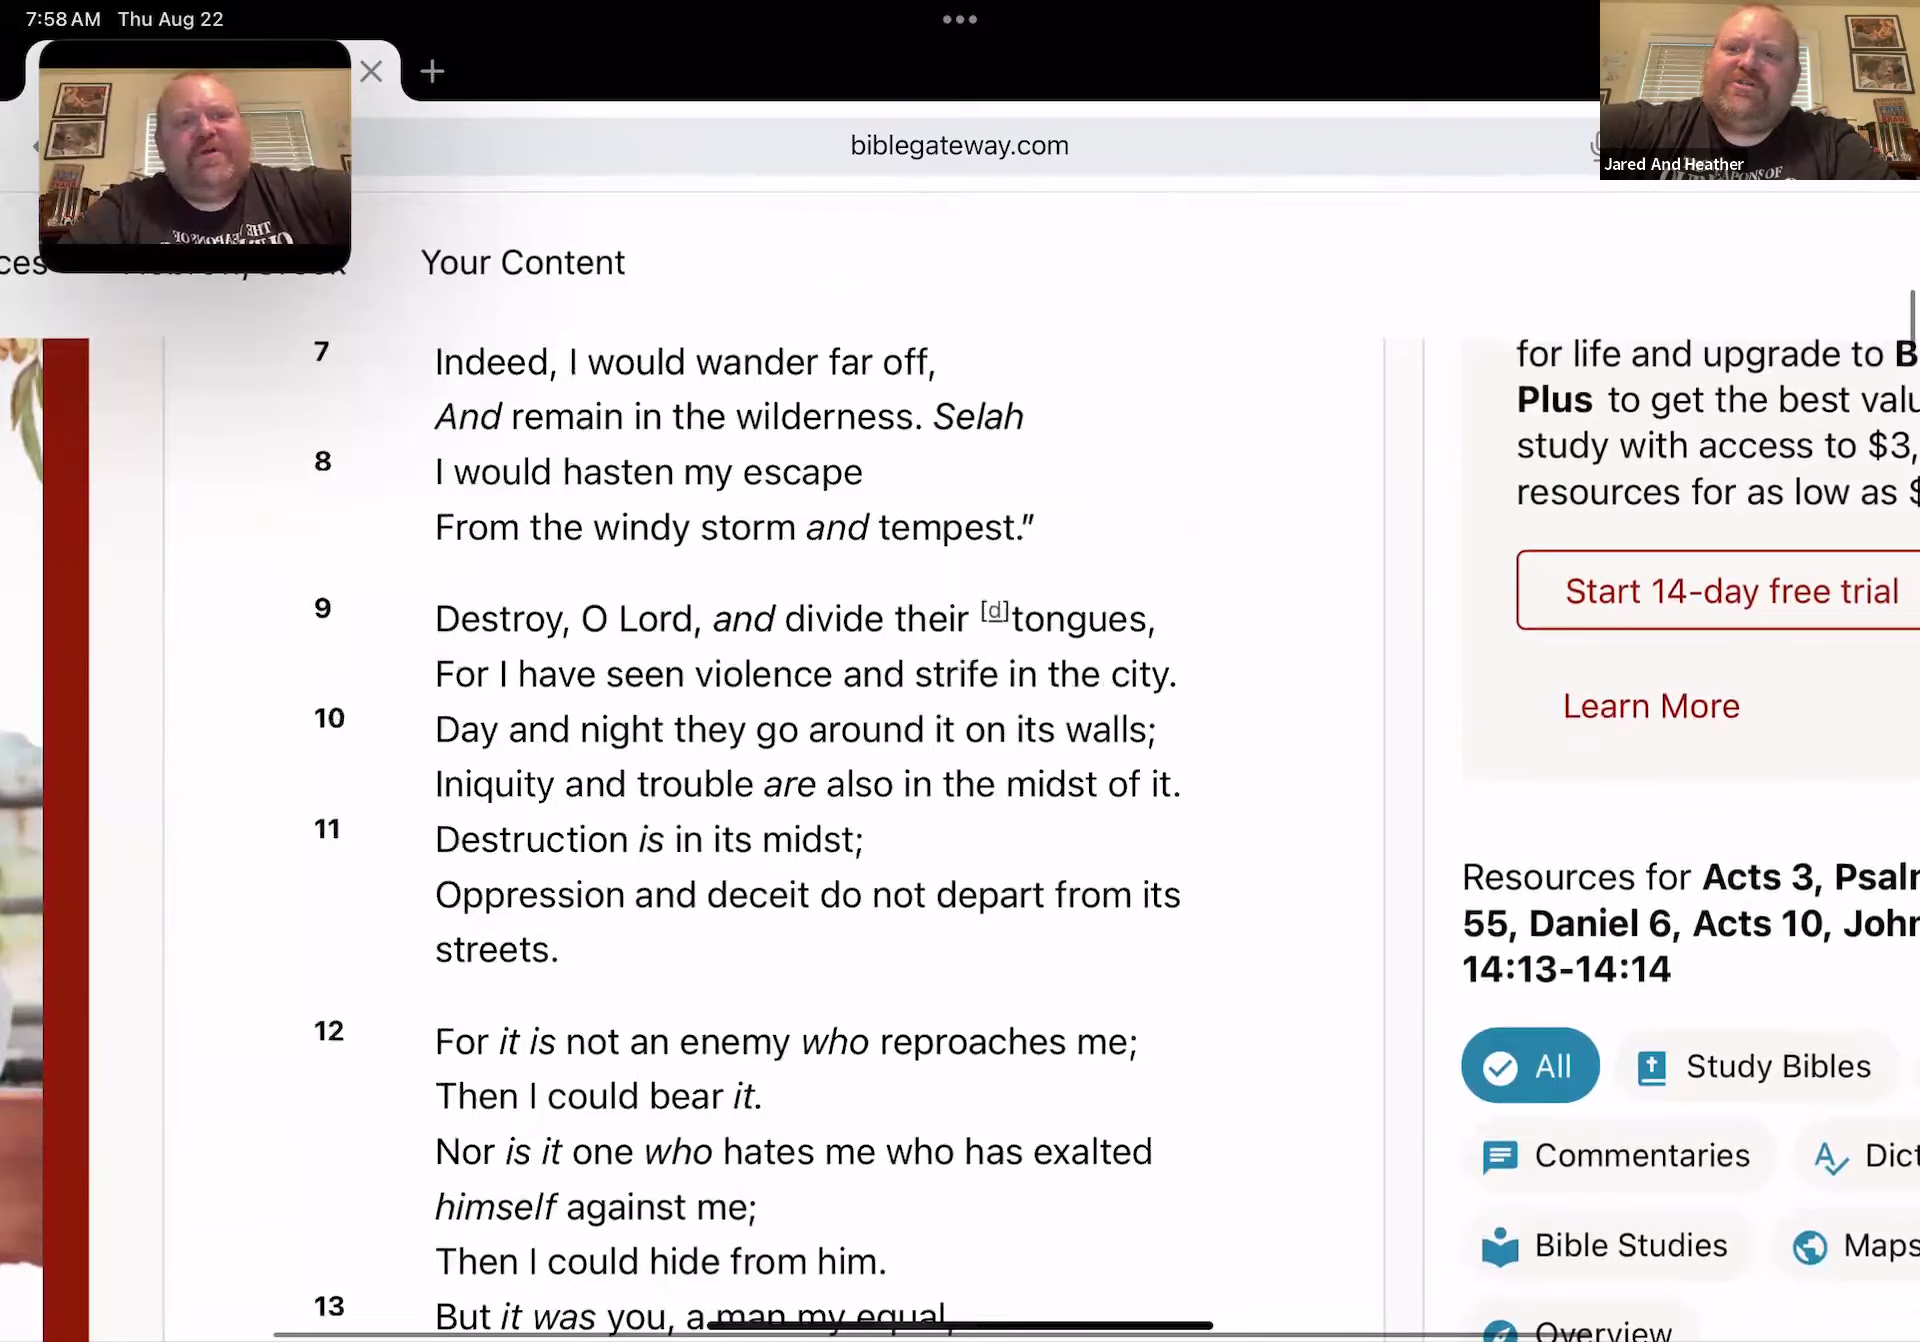 7:58 AM Thu Aug 22
biblegateway.com
Jared And Heather
ces
Your Content
7 Indeed, I would wander far off,
And remain in the wilderness. Selah
8 I would hasten my escape
From the windy storm and tempest.”
9 Destroy, O Lord, and divide their [d]tongues,
For I have seen violence and strife in the city.
10 Day and night they go around it on its walls;
Iniquity and trouble are also in the midst of it.
11 Destruction is in its midst;
Oppression and deceit do not depart from its
streets.
12 For it is not an enemy who reproaches me;
Then I could bear it.
Nor is it one who hates me who has exalted
himself against me;
Then I could hide from him.
13 But it was you, a man my equal,
for life and upgrade to B
Plus to get the best valu
study with access to $3,
resources for as low as $
Start 14-day free trial
Learn More
Resources for Acts 3, Psalm
55, Daniel 6, Acts 10, John
14:13-14:14
All Study Bibles
Commentaries Dict
Bible Studies Maps
Overview